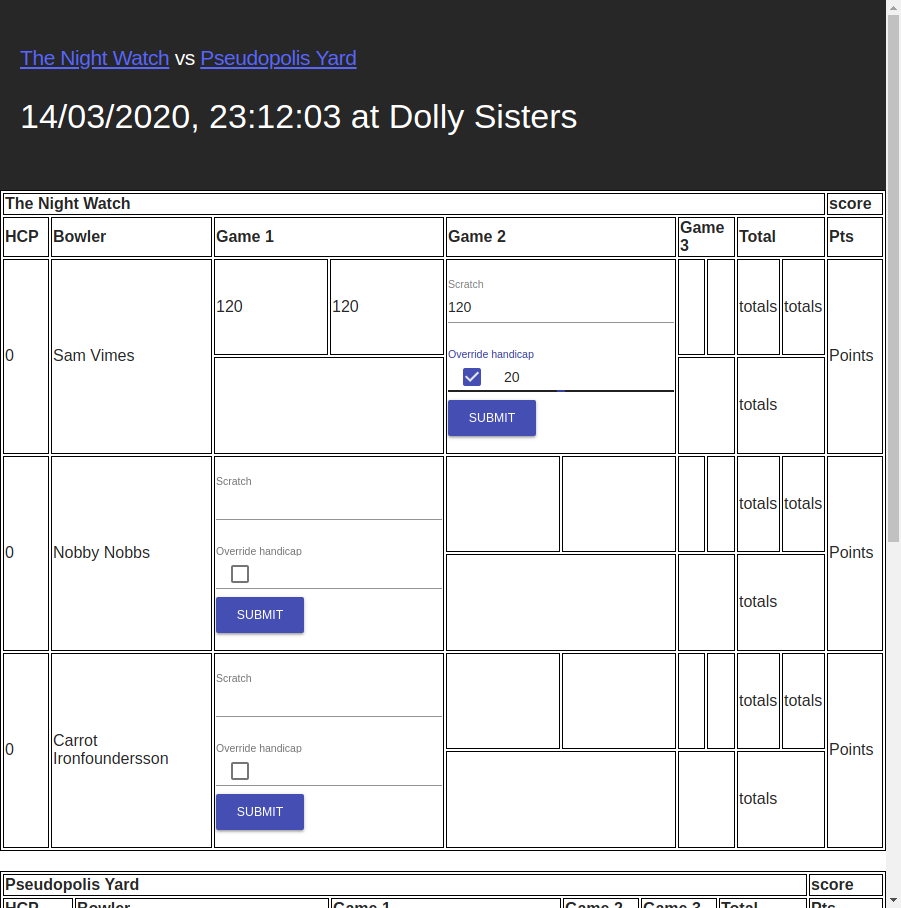 The Night Watch vs Pseudopolis Yard
14/03/2020, 23:12:03 at Dolly Sisters
The Night Watch score
HCP Bowler Game 1 Game 2 Game 3 Total Pts
0 Sam Vimes 120 120 Scratch 120 totals totals Points
Override handicap
20
SUBMIT
totals
0 Nobby Nobbs Scratch totals totals Points
Override handicap
SUBMIT
totals
0 Carrot Ironfoundersson Scratch totals totals Points
Override handicap
SUBMIT
totals
Pseudopolis Yard score
HCP Bowler Game 1 Game 2 Game 3 Total Pts